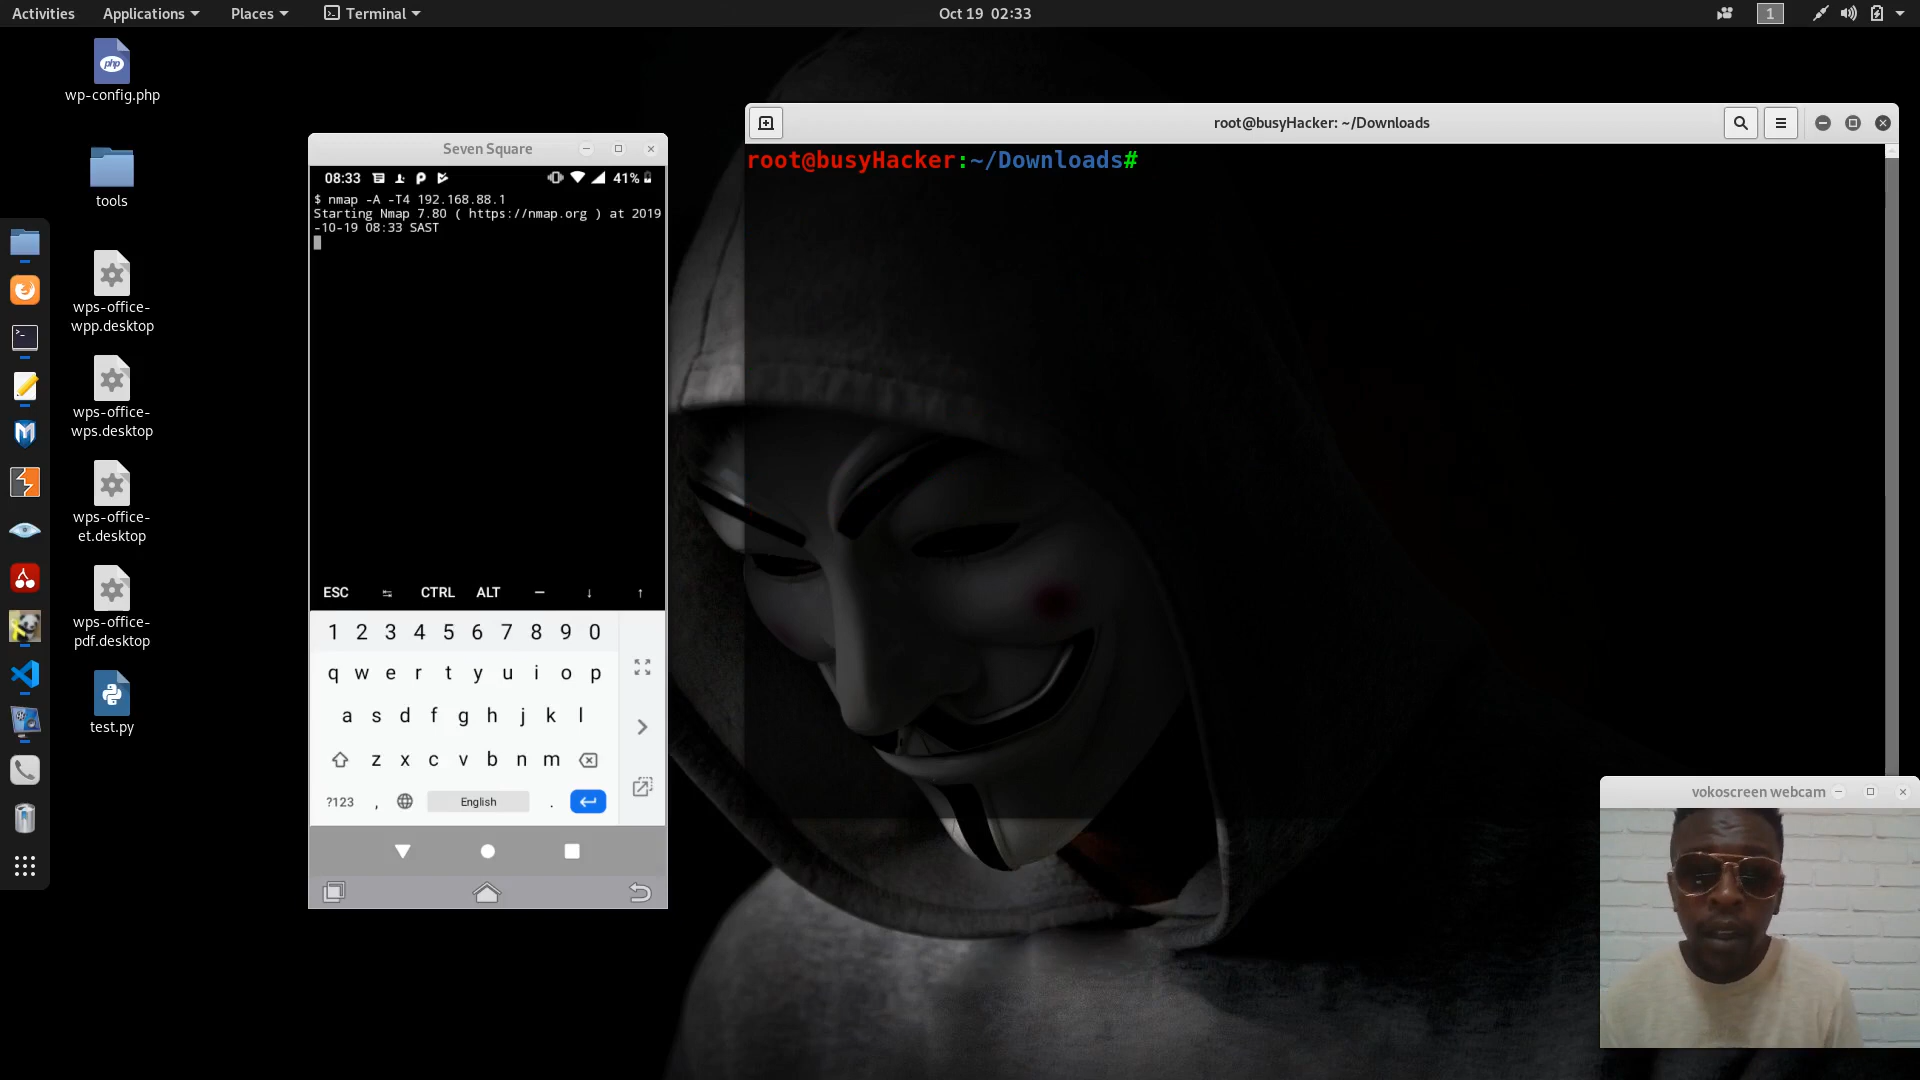 Activities
Applications
Places
Terminal
Oct 19 02:33
1
php
wp-config.php
tools
wps-office-
wpp.desktop
wps-office-
wps.desktop
wps-office-
et.desktop
wps-office-
pdf.desktop
test.py
Seven Square
08:33
41%
$ nmap -A -T4 192.168.88.1
Starting Nmap 7.80 ( https://nmap.org ) at 2019
-10-19 08:33 SAST
ESC CTRL ALT — ↓ ↑
1 2 3 4 5 6 7 8 9 0
q w e r t y u i o p
a s d f g h j k l
z x c v b n m
?123 , English .
root@busyHacker: ~/Downloads
root@busyHacker:~/Downloads#
vokoscreen webcam